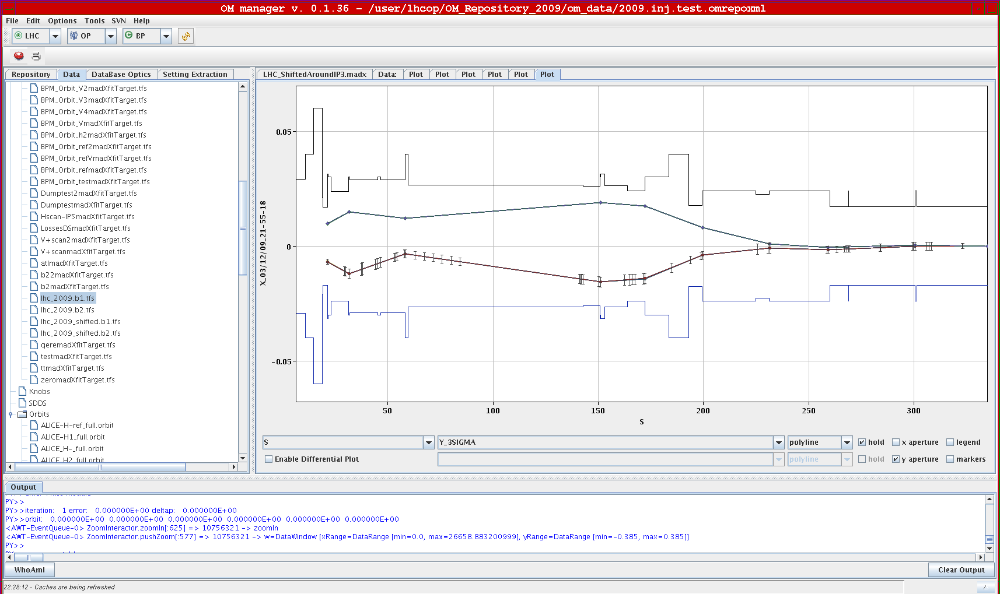 OM manager v. 0.1.36 - /user/lhcop/OM_Repository_2009/om_data/2009.inj.test.omrepoxml
File Edit Options Tools SVN Help
LHC OP BP
Repository Data DataBase Optics Setting Extraction
BPM_Orbit_V2madXfitTarget.tfs
BPM_Orbit_V3madXfitTarget.tfs
BPM_Orbit_V4madXfitTarget.tfs
BPM_Orbit_VmadXfitTarget.tfs
BPM_Orbit_h2madXfitTarget.tfs
BPM_Orbit_ref2madXfitTarget.tfs
BPM_Orbit_refVmadXfitTarget.tfs
BPM_Orbit_refmadXfitTarget.tfs
BPM_Orbit_testmadXfitTarget.tfs
Dumptest2madXfitTarget.tfs
DumptestmadXfitTarget.tfs
Hscan-IP5madXfitTarget.tfs
LossesDSmadXfitTarget.tfs
V+scan2madXfitTarget.tfs
V+scanmadXfitTarget.tfs
atlmadXfitTarget.tfs
b22madXfitTarget.tfs
b2madXfitTarget.tfs
lhc_2009.b1.tfs
lhc_2009.b2.tfs
lhc_2009_shifted.b1.tfs
lhc_2009_shifted.b2.tfs
qeremadXfitTarget.tfs
testmadXfitTarget.tfs
ttmadXfitTarget.tfs
zeromadXfitTarget.tfs
Knobs
SDDS
Orbits
ALICE-H-ref_full.orbit
ALICE-H1_full.orbit
ALICE_H-_full.orbit
ALICE_H2_full.orbit
LHC_ShiftedAroundIP3.madx Data: Plot Plot Plot Plot Plot Plot
X_03/12/09_21-55-18
0.05
0
-0.05
50 100 150 200 250 300
S
S Y_3SIGMA polyline hold x aperture legend
Enable Differential Plot polyline hold y aperture markers
Output
PY>>
PY>>iteration: 1 error: 0.000000E+00 deltap: 0.000000E+00
PY>>orbit: 0.000000E+00 0.000000E+00 0.000000E+00 0.000000E+00 0.000000E+00 0.000000E+00
<AWT-EventQueue-0> ZoomInteractor.zoomIn[:625] => 10756321 -> zoomIn
<AWT-EventQueue-0> ZoomInteractor.pushZoom[:577] => 10756321 -> w=DataWindow [xRange=DataRange [min=0.0, max=26658.883200999], yRange=DataRange [min=-0.385, max=0.385]]
PY>>
WhoAmI Clear Output
22:28:12 - Caches are being refreshed